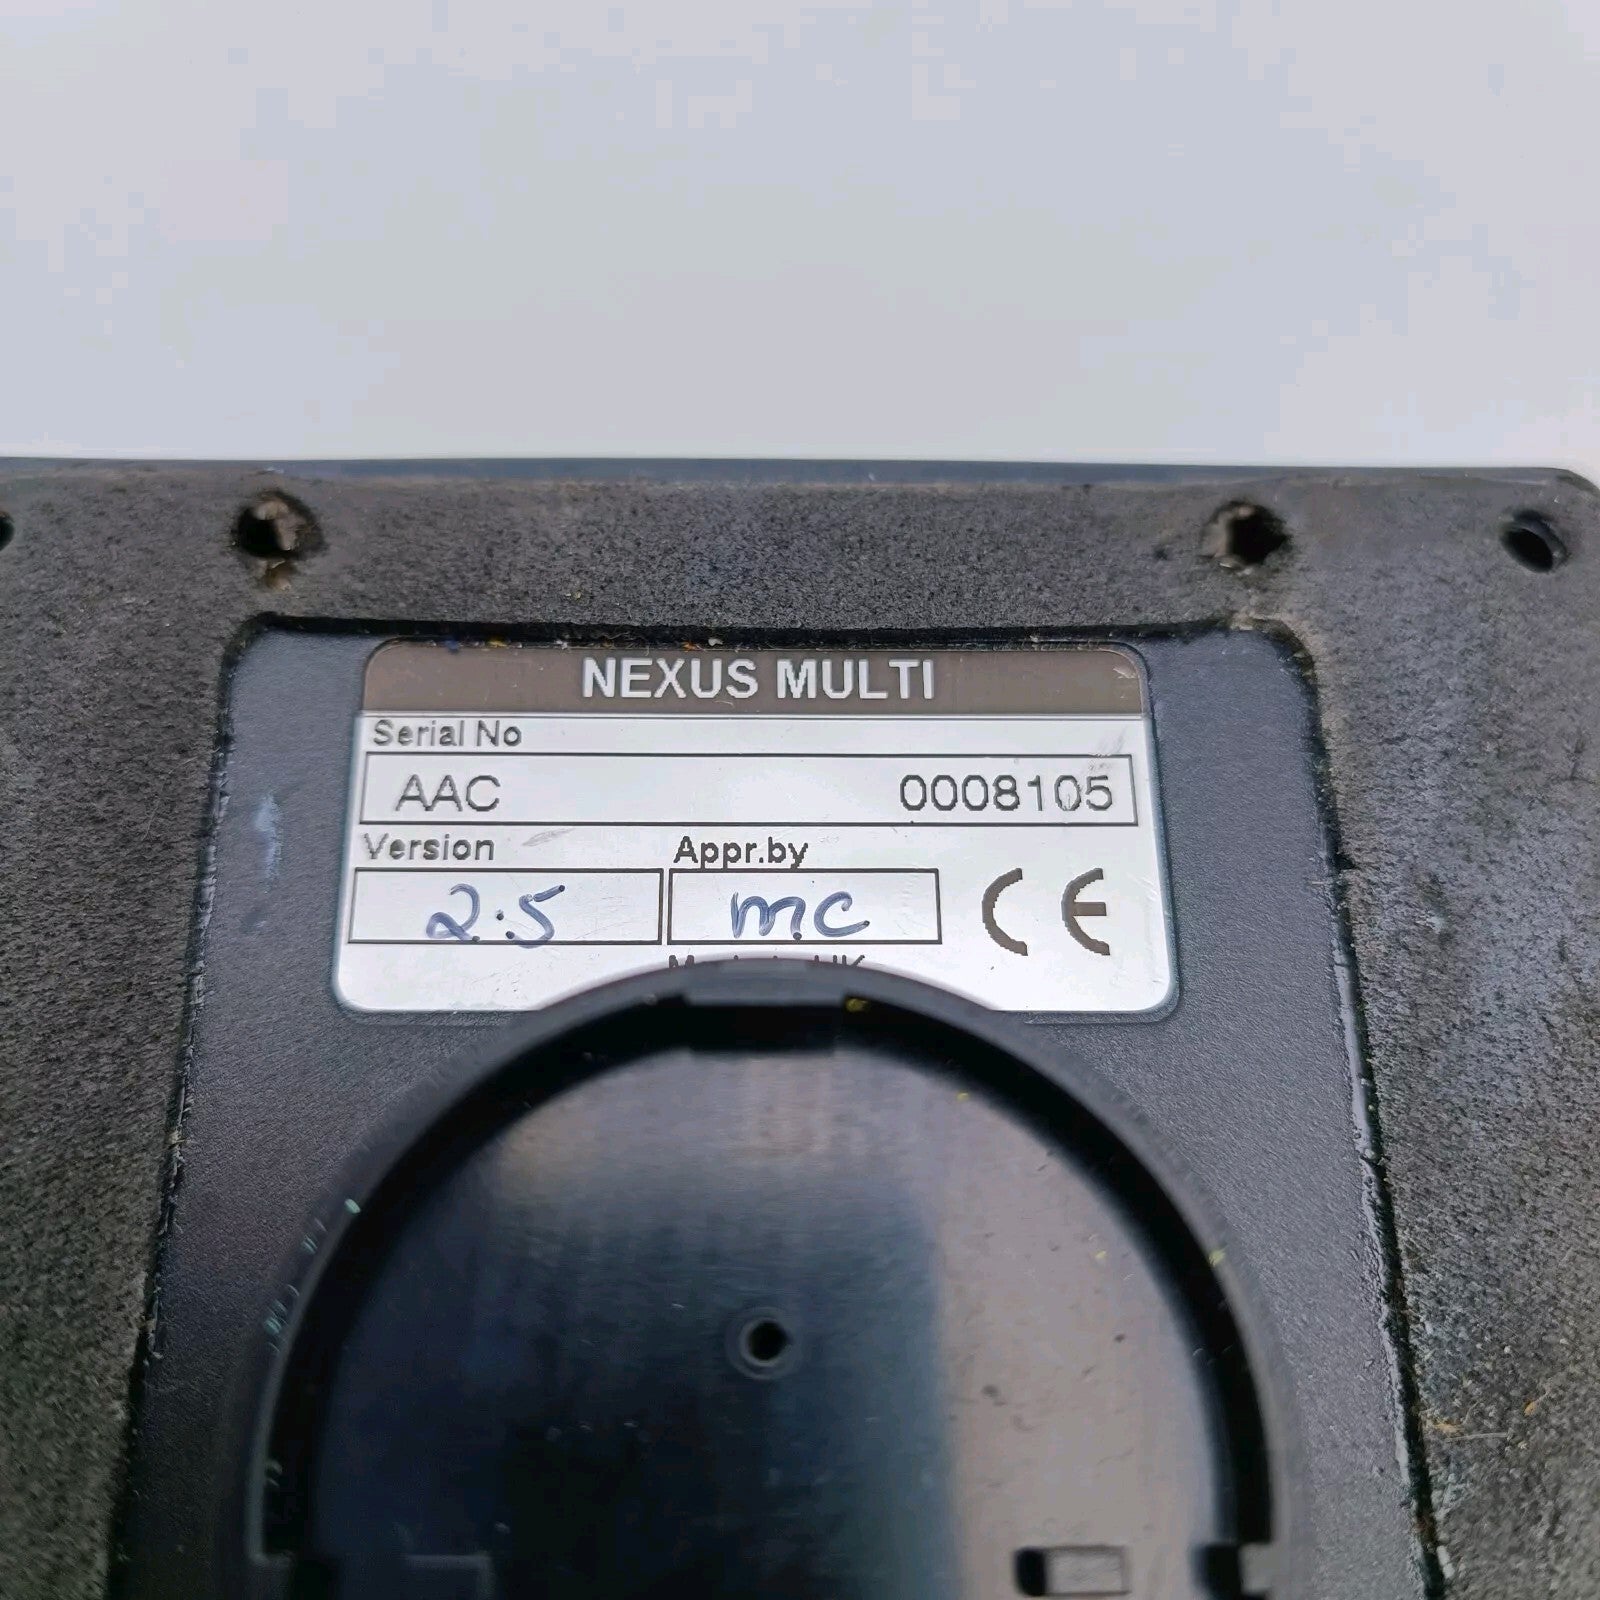 NEXUS MULTI
Serial No
AAC 0008105
Version Appr.by
2.5 MC CE